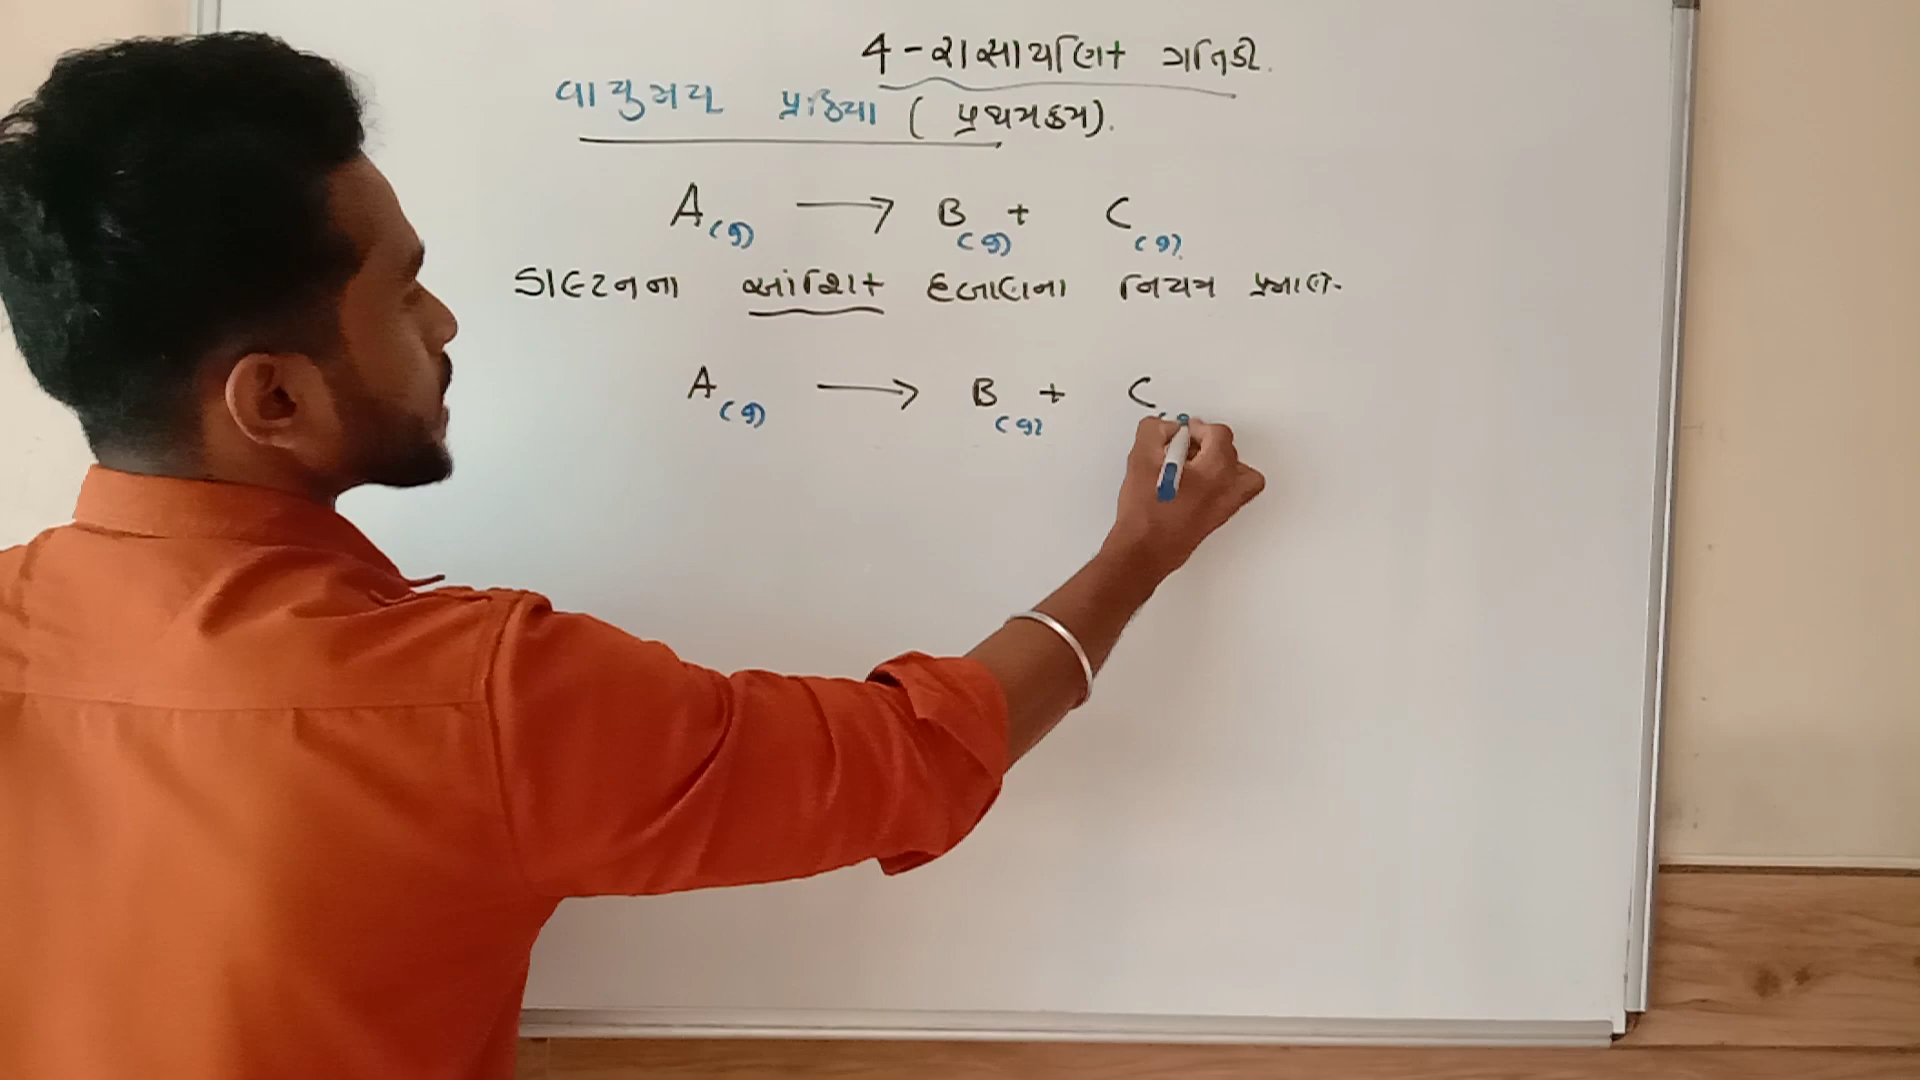 4 - રાસાયણિક ગતિકી.
વાયુમય પ્રક્રિયા ( પ્રથમક્રમ).
A(g) ⟶ B(g) + C(g)
ડાલ્ટનના આંશિક દબાણના નિયમ પ્રમાણે.
A(g) ⟶ B(g) + C(g